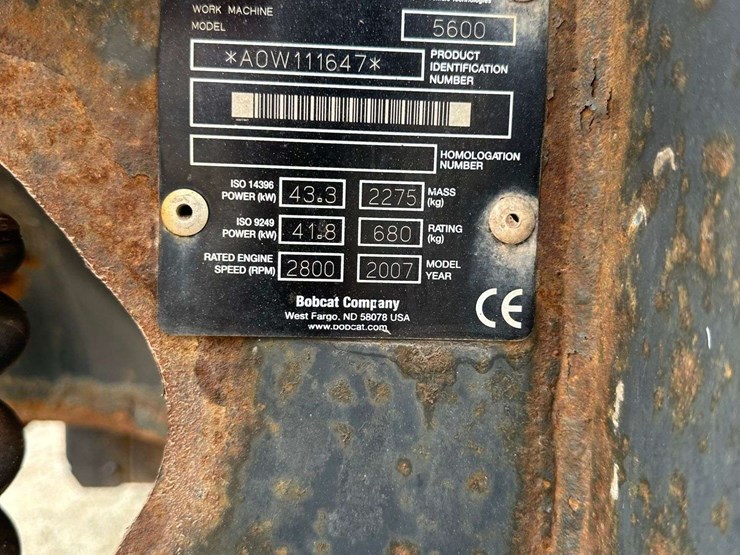 WORK MACHINE
MODEL 5600
*A0W111647* PRODUCT
IDENTIFICATION
NUMBER
HOMOLOGATION
NUMBER
ISO 14396
POWER (kW) 43.3 2275 MASS
(kg)
ISO 9249
POWER (kW) 41.8 680 RATING
(kg)
RATED ENGINE
SPEED (RPM) 2800 2007 MODEL
YEAR
Bobcat Company
West Fargo, ND 58078 USA
www.bobcat.com
CE